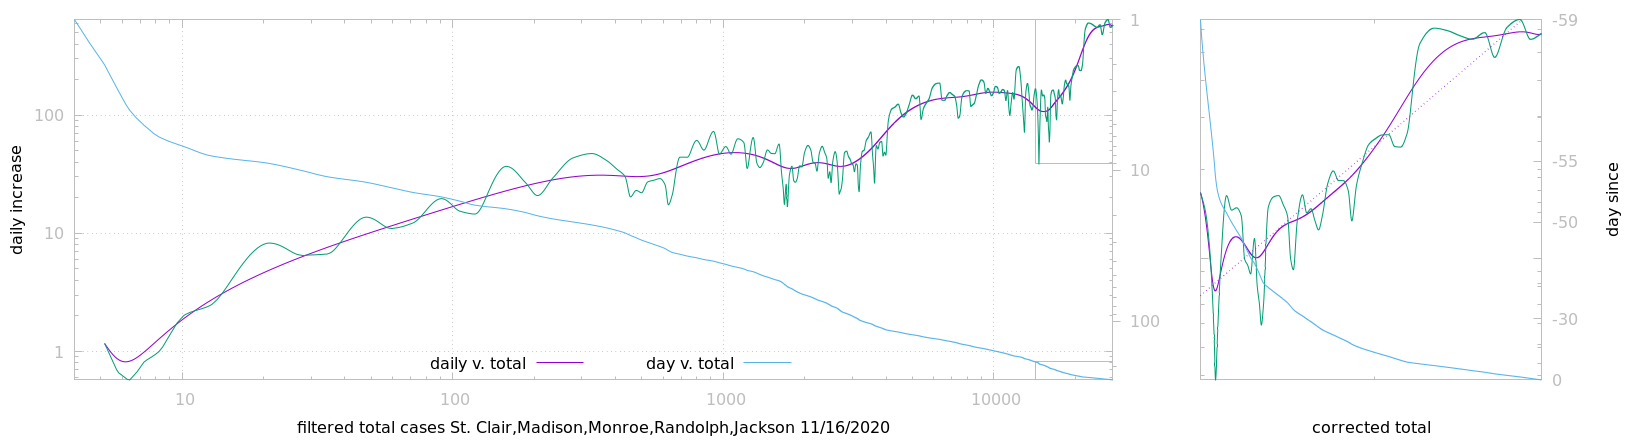 100
10
1
daily increase
daily v. total
day v. total
10
100
1000
10000
filtered total cases St. Clair,Madison,Monroe,Randolph,Jackson 11/16/2020
1
10
100
-59
-55
-50
-30
0
day since
corrected total